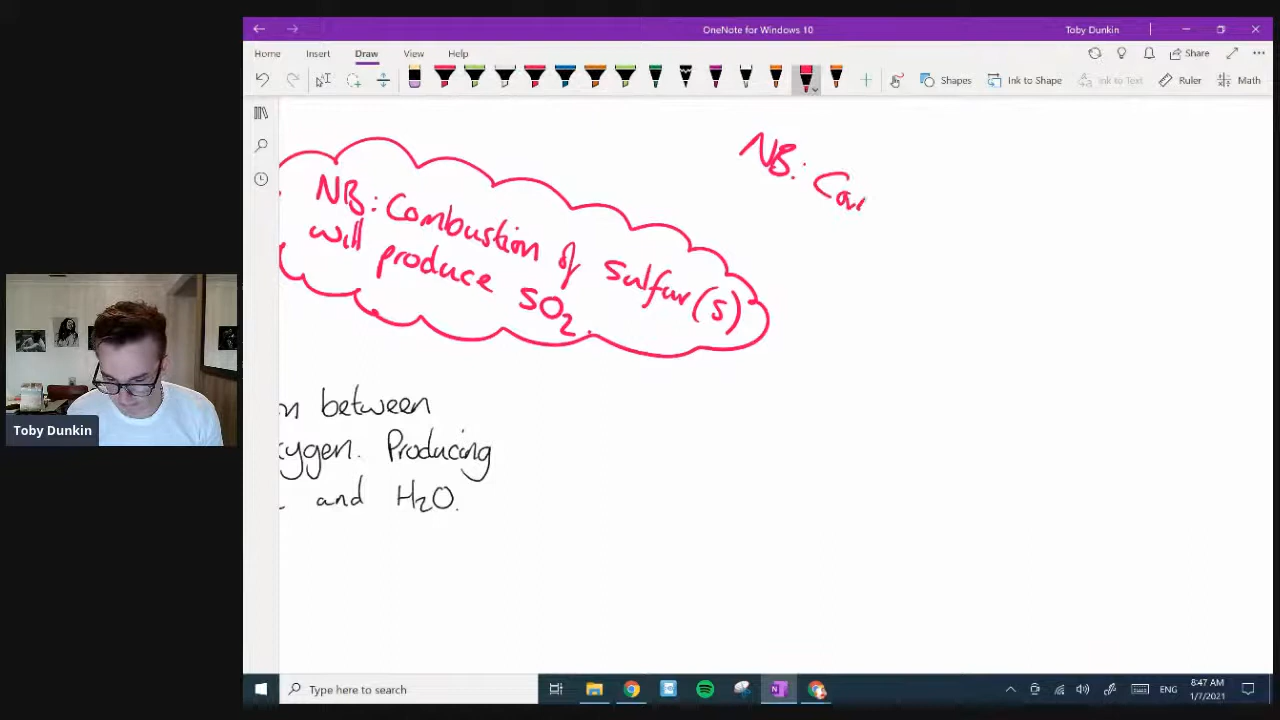 OneNote for Windows 10
Toby Dunkin
Home Insert Draw View Help
Share
Shapes
Ink to Shape
Ink to Text
Ruler
Math
NB: Co
NB: Combustion of sulfur (s)
will produce SO2.
n between
xygen. Producing
and H2O.
Toby Dunkin
Type here to search
ENG
8:47 AM
1/7/2021